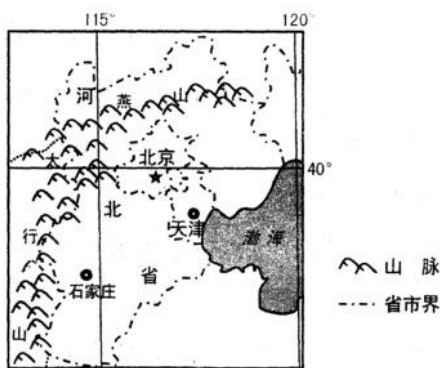 115° 120°
河 燕 山
太
北京
40°
北
天津 渤海
行
石家庄 省
山
山 脉
省市界